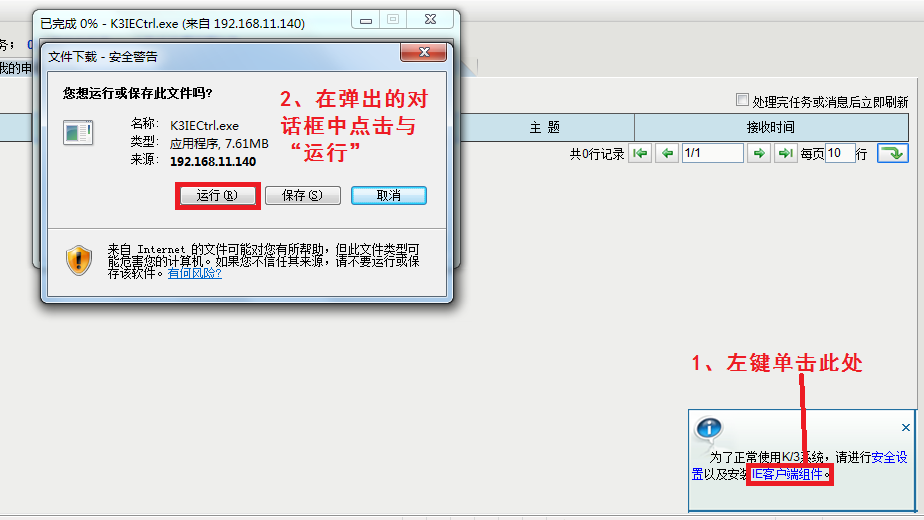 已完成 0% - K3IECtrl.exe (来自 192.168.11.140)
务； 0
文件下载 - 安全警告
我的申
您想运行或保存此文件吗?
名称: K3IECtrl.exe
类型: 应用程序, 7.61MB
来源: 192.168.11.140
运行(R) 保存(S) 取消
来自 Internet 的文件可能对您有所帮助，但此文件类型可
能危害您的计算机。如果您不信任其来源，请不要运行或保
存该软件。有何风险?
2、在弹出的对
话框中点击与
“运行”
处理完任务或消息后立即刷新
主 题 接收时间
共0行记录 1/1 每页 10 行
1、左键单击此处
为了正常使用K/3系统，请进行安全设
置以及安装IE客户端组件。